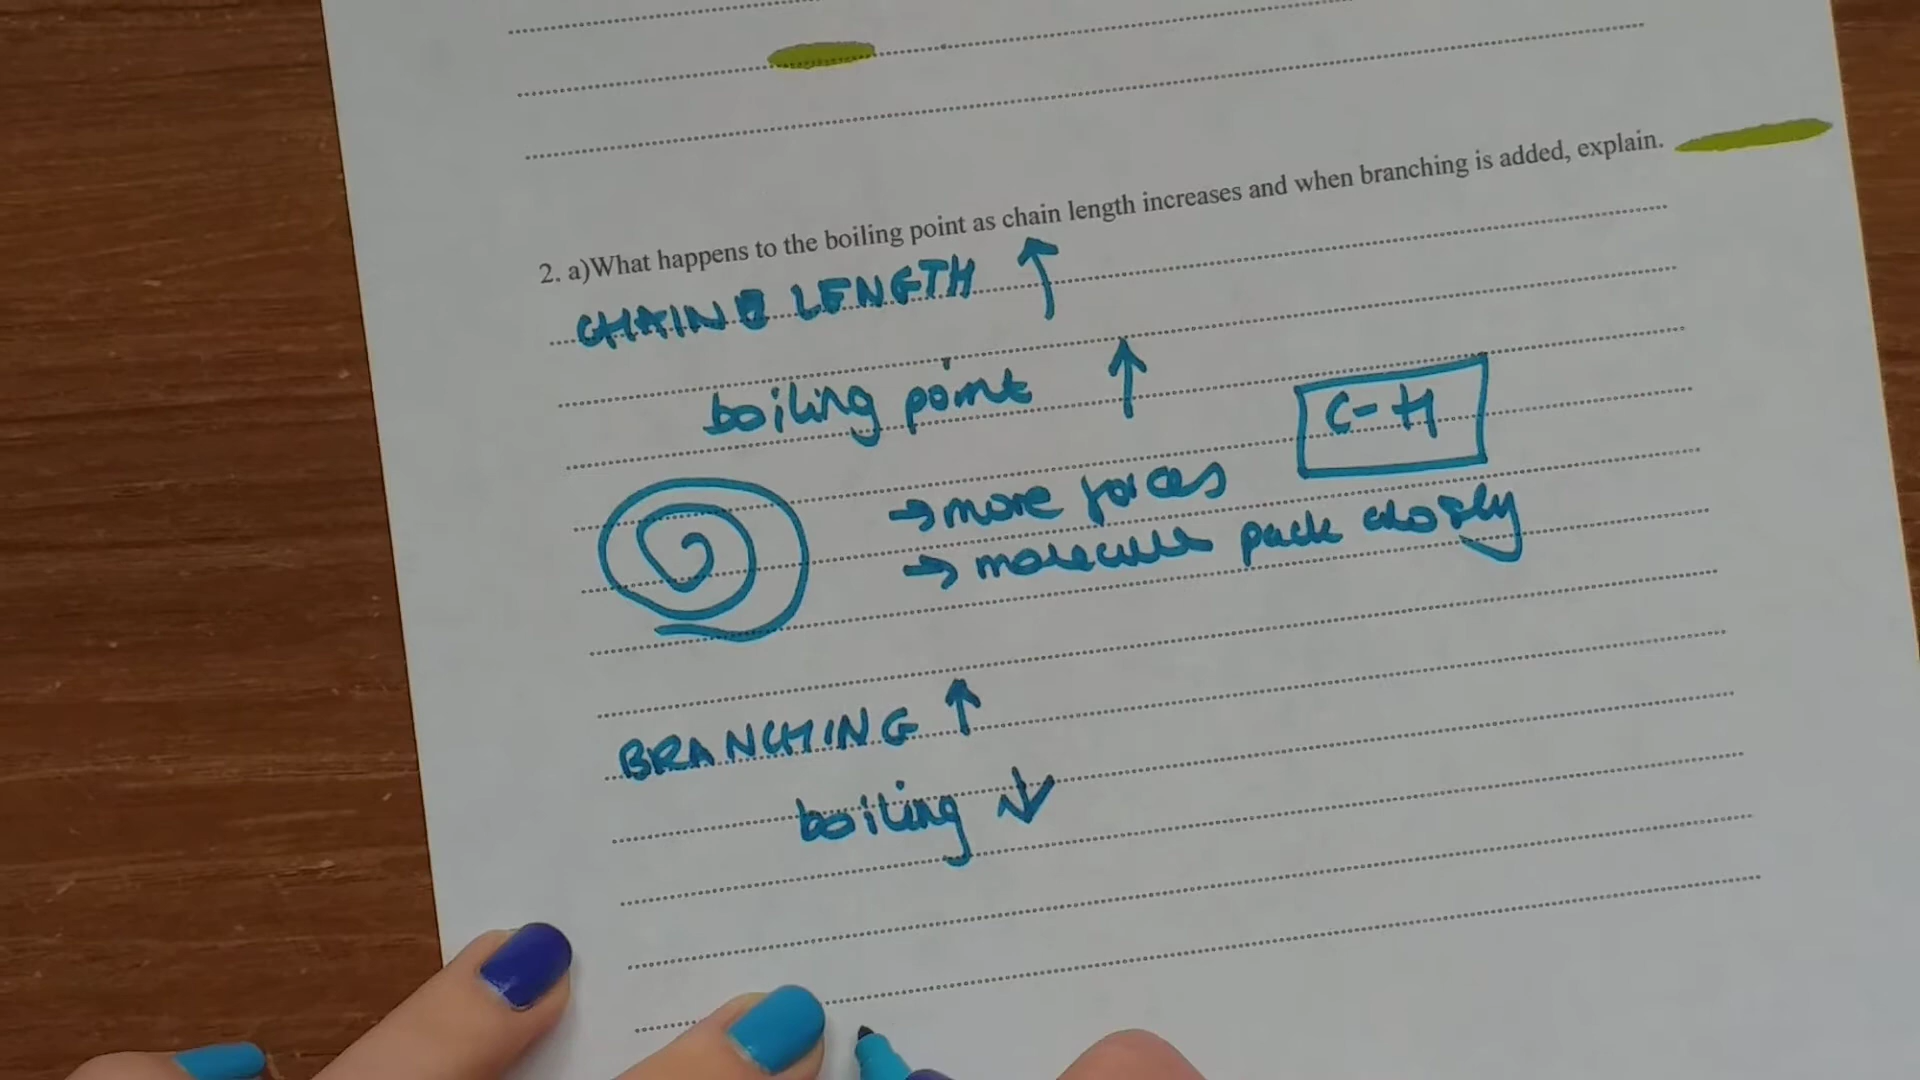 2. a)What happens to the boiling point as chain length increases and when branching is added, explain.
CHAIN LENGTH ↑
boiling point ↑
C-H
→ more forces
→ molecules pack closely
BRANCHING ↑
boiling ↓